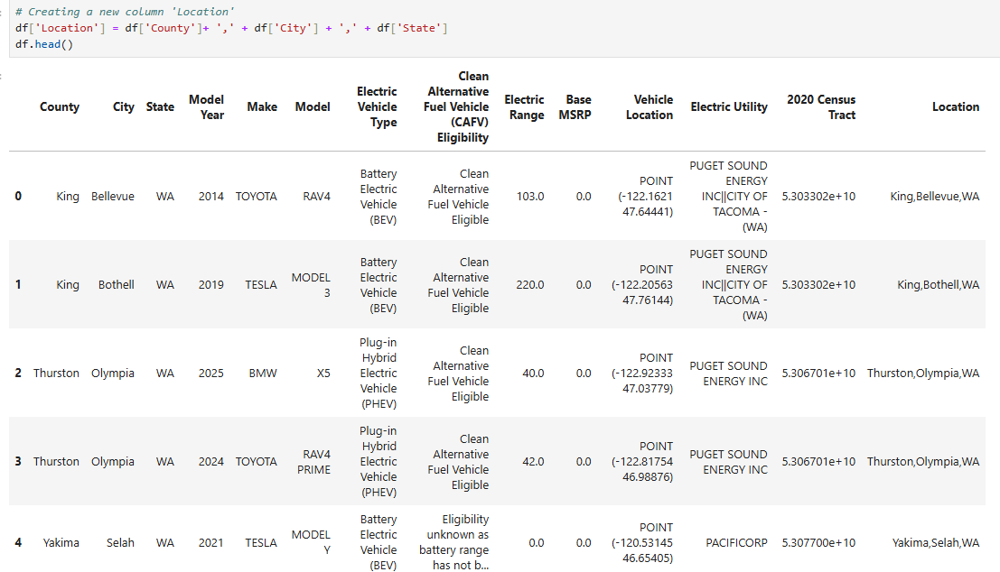 # Creating a new column 'Location'
df['Location'] = df['County']+ ',' + df['City'] + ',' + df['State']
df.head()
County City State Model Year Make Model Electric Vehicle Type Clean Alternative Fuel Vehicle (CAFV) Eligibility Electric Range Base MSRP Vehicle Location Electric Utility 2020 Census Tract Location
0 King Bellevue WA 2014 TOYOTA RAV4 Battery Electric Vehicle (BEV) Clean Alternative Fuel Vehicle Eligible 103.0 0.0 POINT (-122.1621 47.64441) PUGET SOUND ENERGY INC||CITY OF TACOMA - (WA) 5.303302e+10 King,Bellevue,WA
1 King Bothell WA 2019 TESLA MODEL 3 Battery Electric Vehicle (BEV) Clean Alternative Fuel Vehicle Eligible 220.0 0.0 POINT (-122.20563 47.76144) PUGET SOUND ENERGY INC||CITY OF TACOMA - (WA) 5.303302e+10 King,Bothell,WA
2 Thurston Olympia WA 2025 BMW X5 Plug-in Hybrid Electric Vehicle (PHEV) Clean Alternative Fuel Vehicle Eligible 40.0 0.0 POINT (-122.92333 47.03779) PUGET SOUND ENERGY INC 5.306701e+10 Thurston,Olympia,WA
3 Thurston Olympia WA 2024 TOYOTA RAV4 PRIME Plug-in Hybrid Electric Vehicle (PHEV) Clean Alternative Fuel Vehicle Eligible 42.0 0.0 POINT (-122.81754 46.98876) PUGET SOUND ENERGY INC 5.306701e+10 Thurston,Olympia,WA
4 Yakima Selah WA 2021 TESLA MODEL Y Battery Electric Vehicle (BEV) Eligibility unknown as battery range has not b... 0.0 0.0 POINT (-120.53145 46.65405) PACIFICORP 5.307700e+10 Yakima,Selah,WA